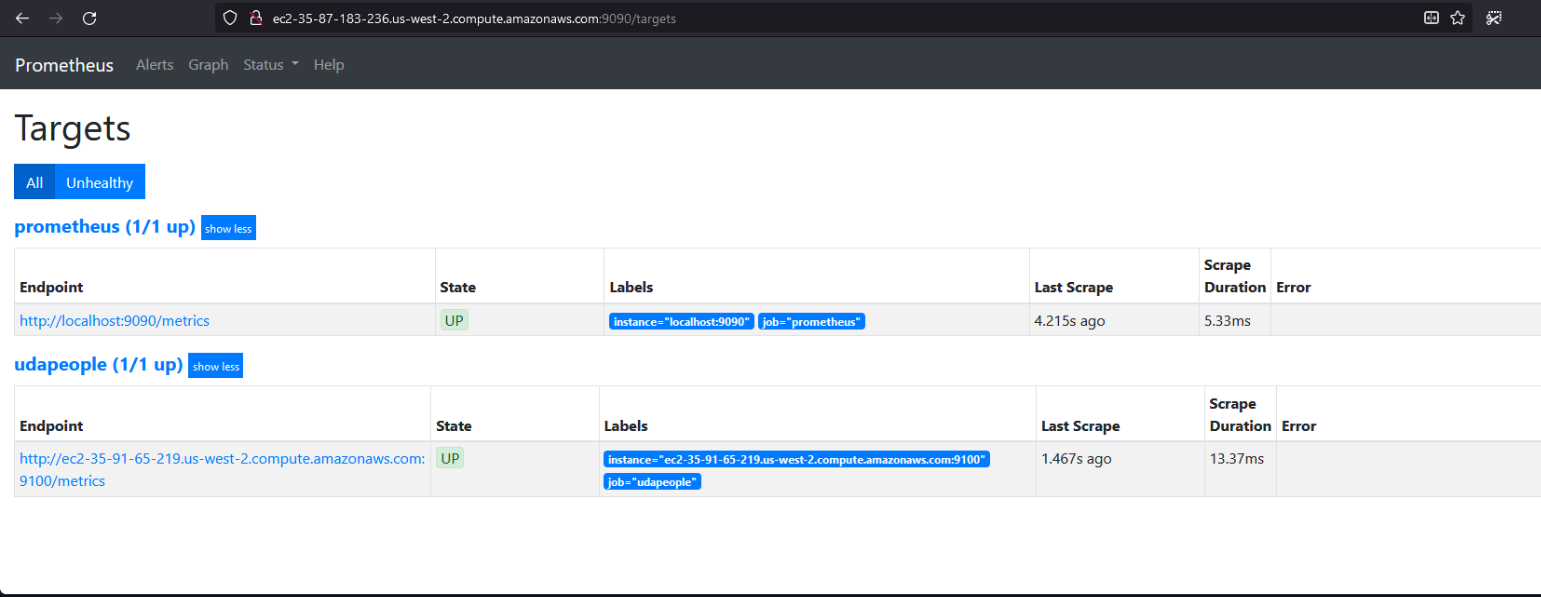 ec2-35-87-183-236.us-west-2.compute.amazonaws.com:9090/targets
Prometheus Alerts Graph Status Help
Targets
All Unhealthy
prometheus (1/1 up) show less
Endpoint State Labels Last Scrape Scrape Duration Error
http://localhost:9090/metrics UP instance="localhost:9090" job="prometheus" 4.215s ago 5.33ms
udapeople (1/1 up) show less
Endpoint State Labels Last Scrape Scrape Duration Error
http://ec2-35-91-65-219.us-west-2.compute.amazonaws.com: UP instance="ec2-35-91-65-219.us-west-2.compute.amazonaws.com:9100" 1.467s ago 13.37ms
9100/metrics job="udapeople"